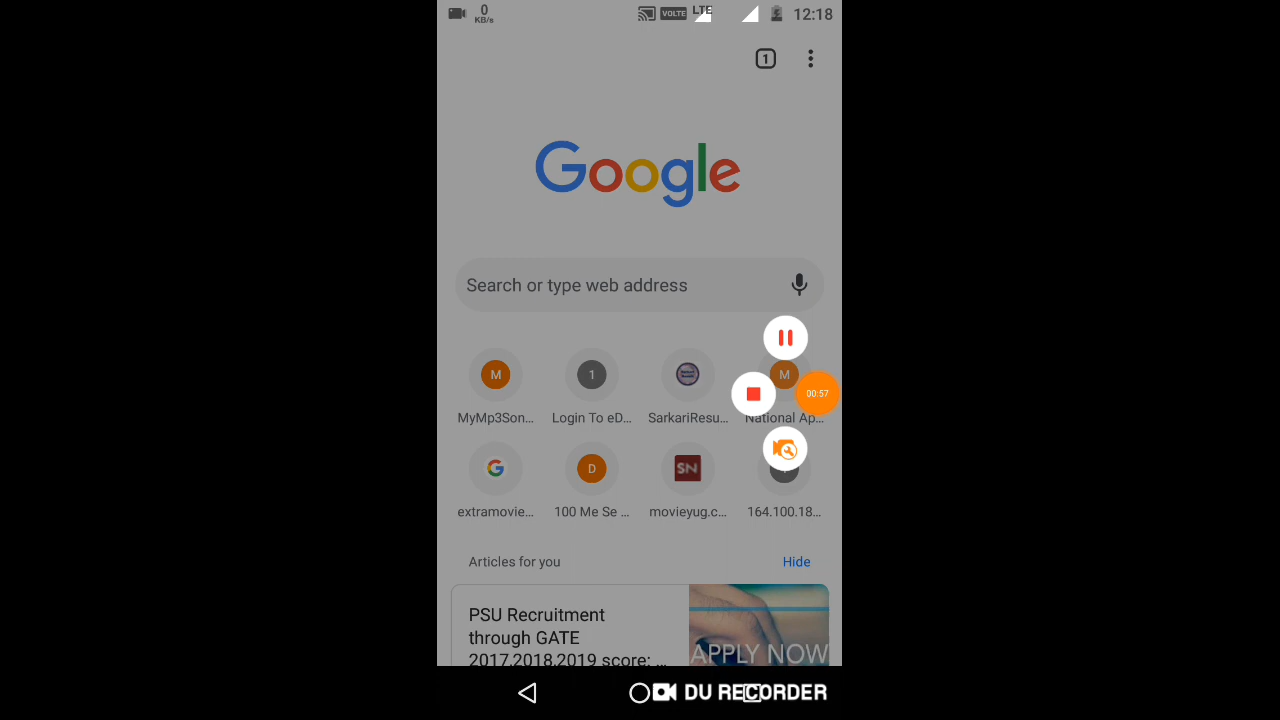 0
KB/s
VOLTE
LTE
12:18
1
Google
Search or type web address
M
1
M
MyMp3Son...
Login To eD...
SarkariResu...
National Ap...
00:57
G
D
SN
extramovie...
100 Me Se ...
movieyug.c...
164.100.18...
Articles for you
Hide
PSU Recruitment
through GATE
2017,2018,2019 score: ...
APPLY NOW
DU RECORDER